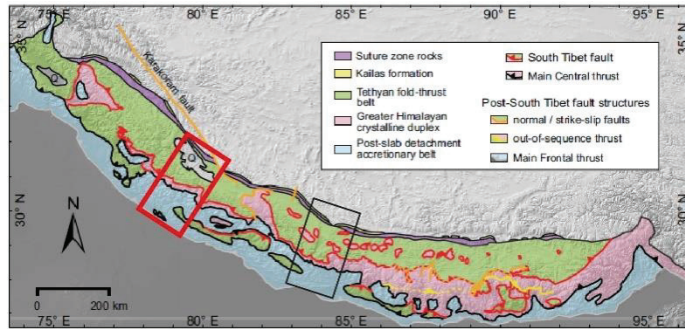 80° E
85° E
90° E
95° E
35° N
35° N
Karakoram fault
Suture zone rocks
Kailas formation
Tethyan fold-thrust
belt
Greater Himalayan
crystalline duplex
Post-slab detachment
accretionary belt
South Tibet fault
Main Central thrust
Post-South Tibet fault structures
normal / strike-slip faults
out-of-sequence thrust
Main Frontal thrust
30° N
30° N
N
0
200 km
75° E
80° E
85° E
90° E
95° E